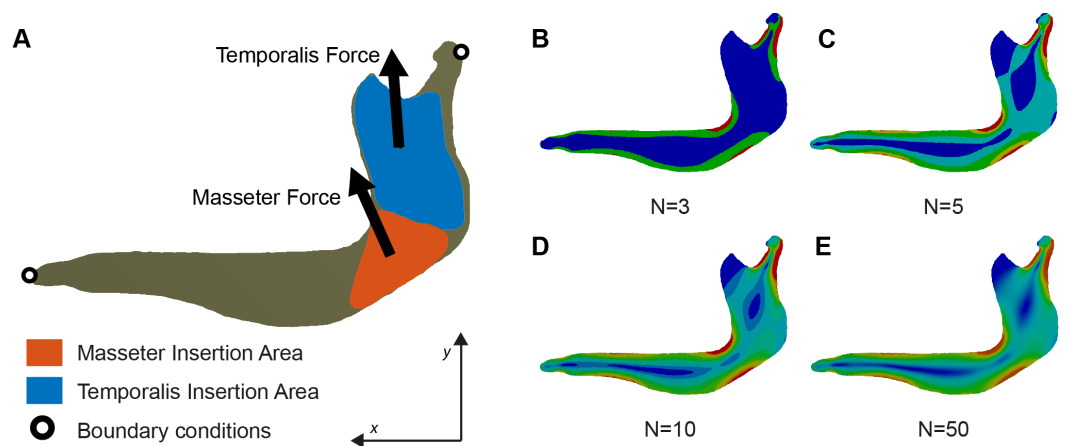 A
Temporalis Force
Masseter Force
Masseter Insertion Area
Temporalis Insertion Area
Boundary conditions
y
x
B
N=3
C
N=5
D
N=10
E
N=50